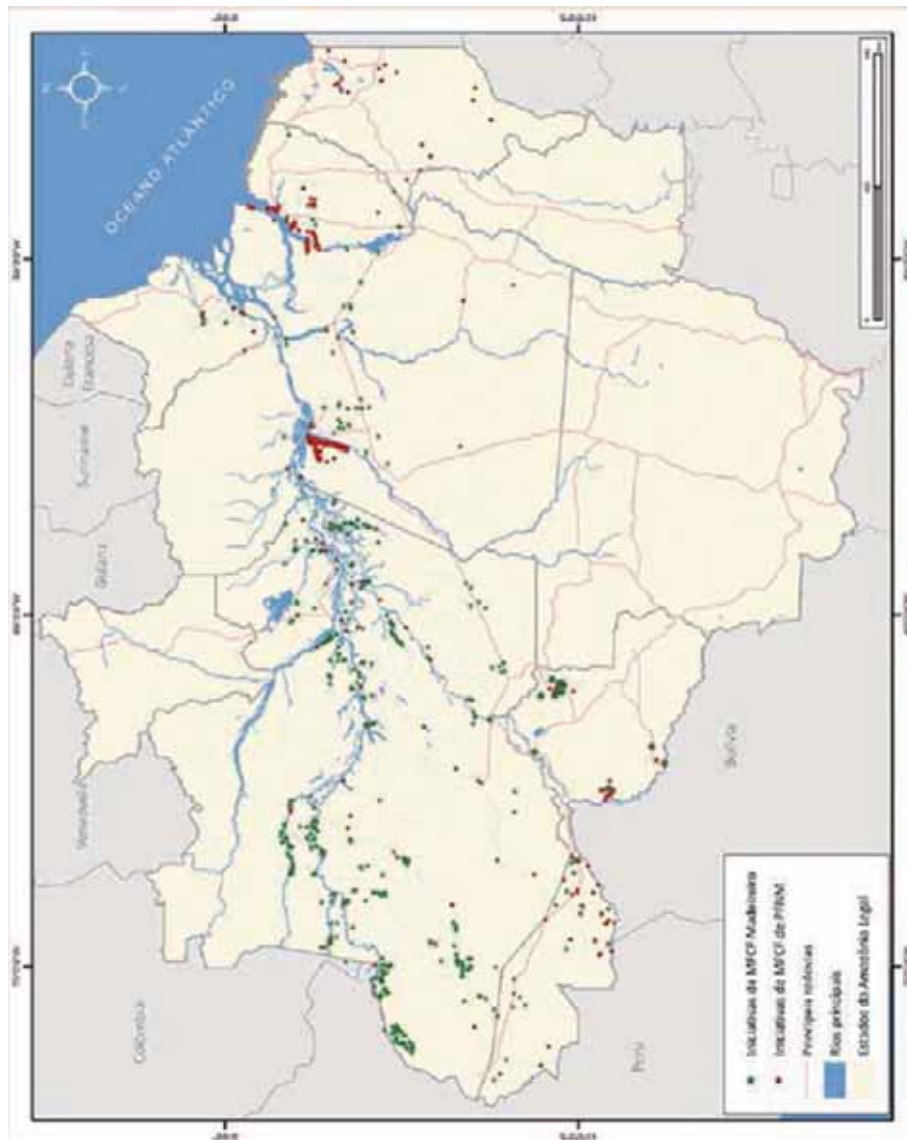 OCEANO ATLÂNTICO
Guiana
Francesa
Suriname
Guiana
Venezuela
Colômbia
Peru
Bolívia
Iniciativas de MFCF Madeireiro
Iniciativas de MFCF de PFNM
Principais rodovias
Rios principais
Estados da Amazônia Legal